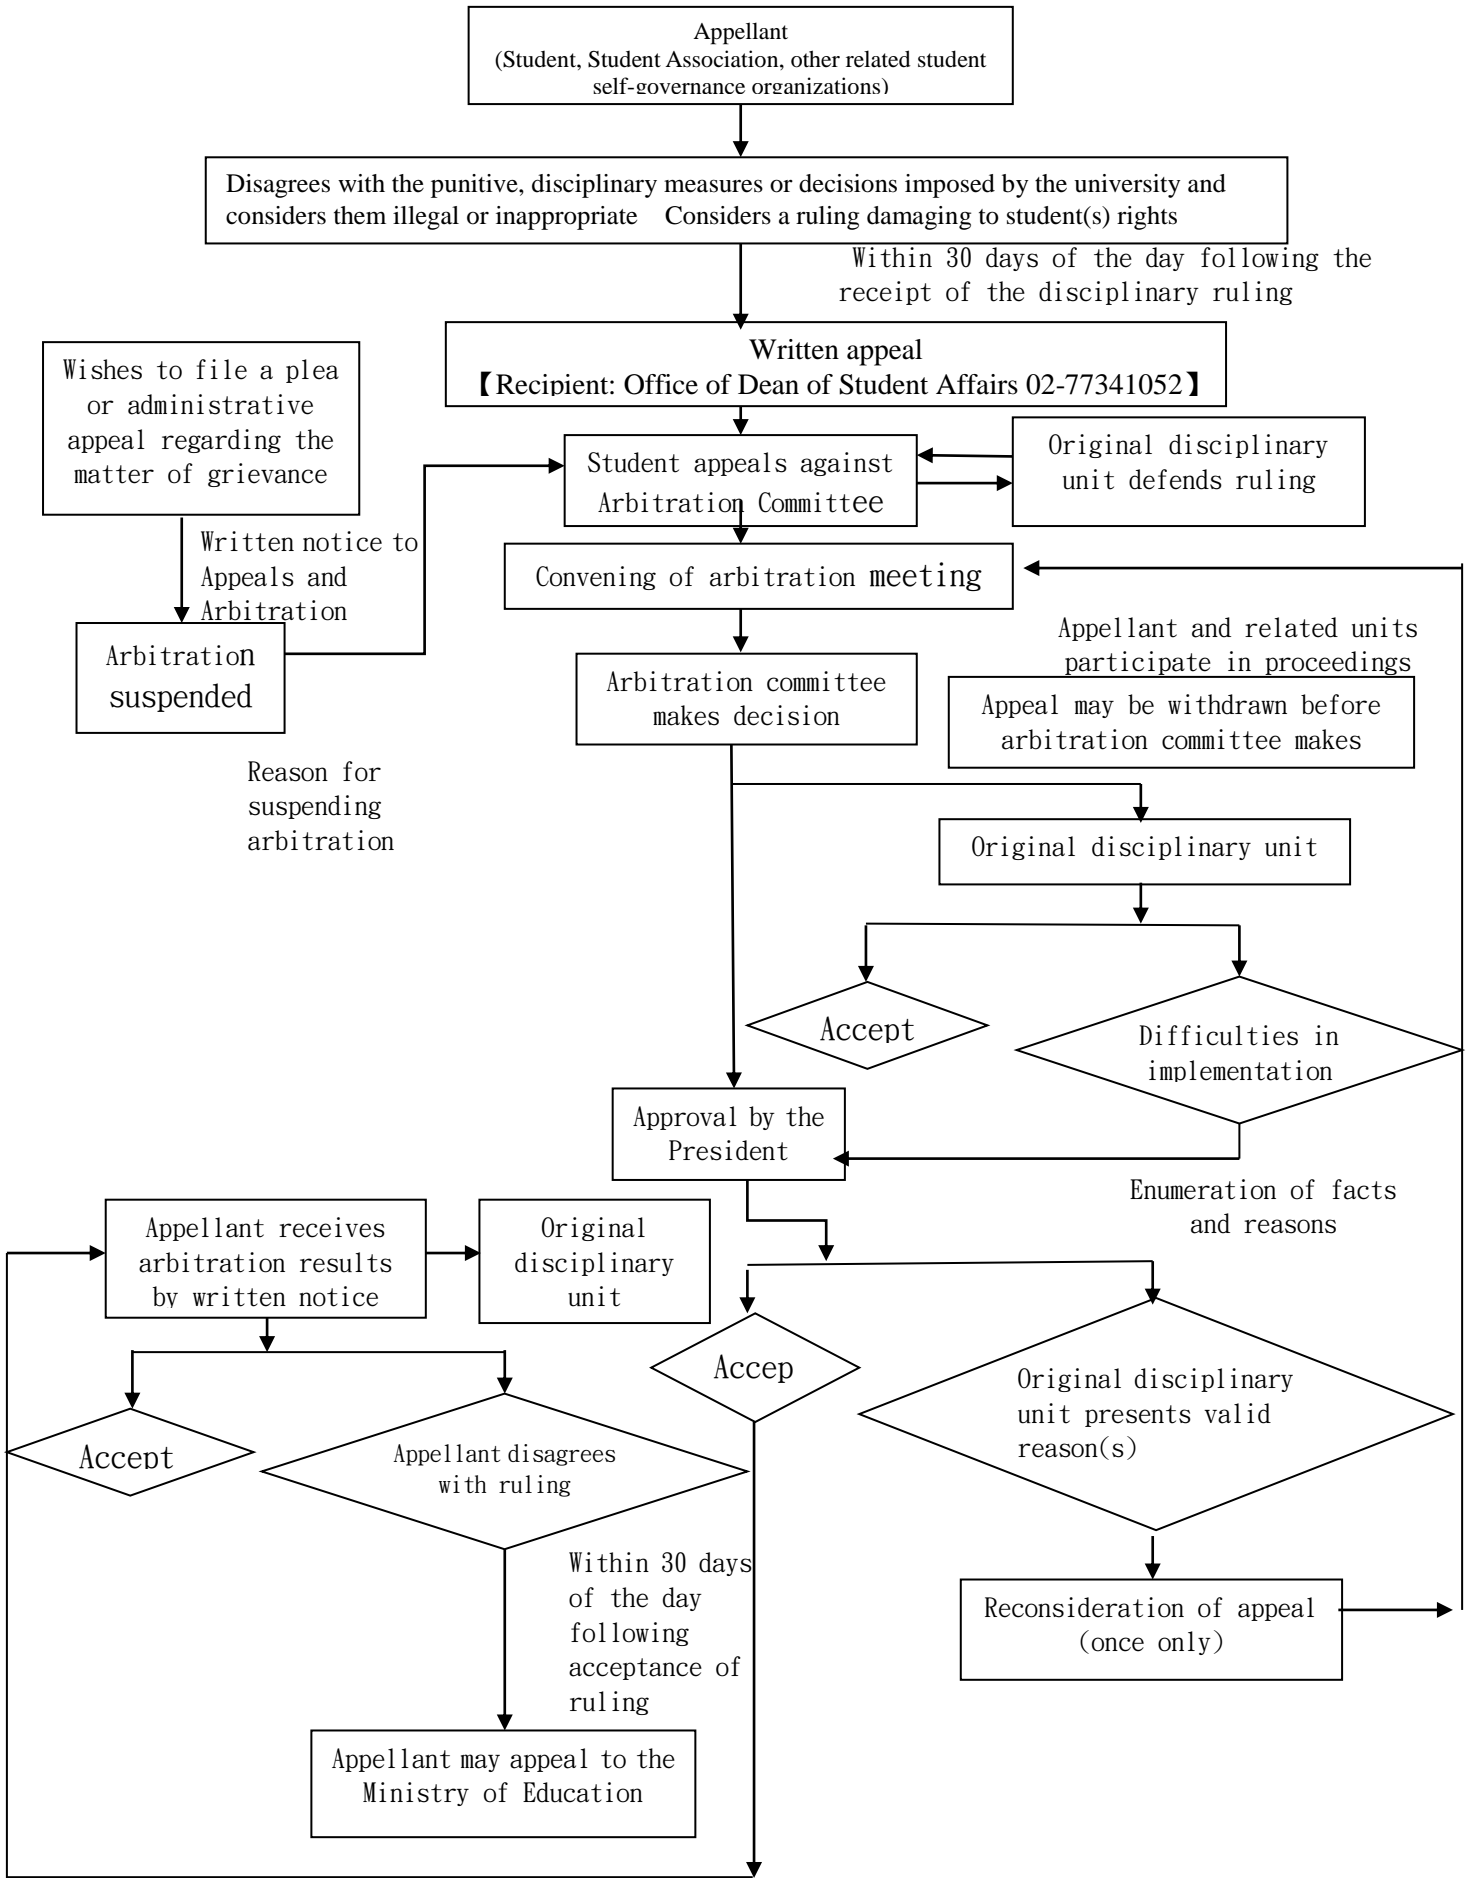 Appellant
(Student, Student Association, other related student
self-governance organizations)
Disagrees with the punitive, disciplinary measures or decisions imposed by the university and
considers them illegal or inappropriate    Considers a ruling damaging to student(s) rights
Within 30 days of the day following the
receipt of the disciplinary ruling
Written appeal
【Recipient: Office of Dean of Student Affairs 02-77341052】
Wishes to file a plea
or administrative
appeal regarding the
matter of grievance
Student appeals against
Arbitration Committee
Original disciplinary
unit defends ruling
Written notice to
Appeals and
Arbitration
Convening of arbitration meeting
Arbitration
suspended
Appellant and related units
participate in proceedings
Arbitration committee
makes decision
Appeal may be withdrawn before
arbitration committee makes
Reason for
suspending
arbitration
Original disciplinary unit
Accept
Difficulties in
implementation
Approval by the
President
Enumeration of facts
and reasons
Appellant receives
arbitration results
by written notice
Original
disciplinary
unit
Accep
Original disciplinary
unit presents valid
reason(s)
Accept
Appellant disagrees
with ruling
Within 30 days
of the day
following
acceptance of
ruling
Reconsideration of appeal
(once only)
Appellant may appeal to the
Ministry of Education